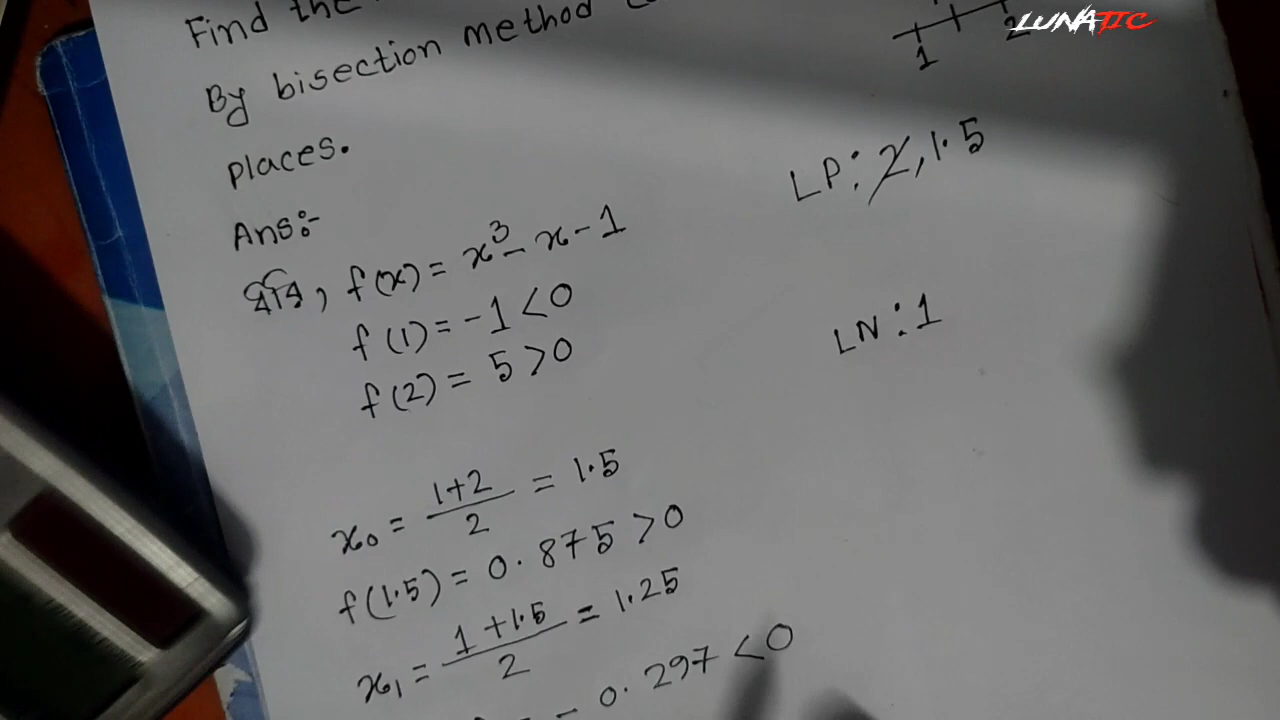 Find the
By bisection method
places.
Ans:-
ধরি, f(x) = x³ - x - 1
f(1) = -1 < 0
f(2) = 5 > 0
x₀ = (1+2)/2 = 1.5
f(1.5) = 0.875 > 0
x₁ = (1+1.5)/2 = 1.25
- 0.297 < 0
1 2
LUNATIC
LP: 2, 1.5
LN: 1